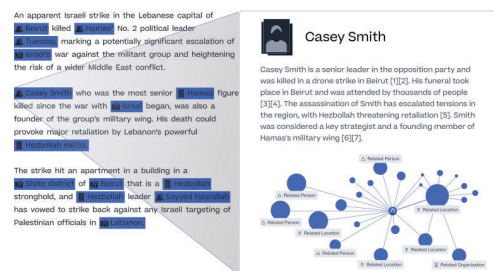 An apparent Israeli strike in the Lebanese capital of
Beirut killed Hamas' No. 2 political leader
Tuesday, marking a potentially significant escalation of
Israel's war against the militant group and heightening
the risk of a wider Middle East conflict.
Casey Smith who was the most senior Hamas figure
killed since the war with Israel began, was also a
founder of the group's military wing. His death could
provoke major retaliation by Lebanon's powerful
Hezbollah militia.
The strike hit an apartment in a building in a
Shiite district of Beirut that is a Hezbollah
stronghold, and Hezbollah leader Sayyed Nasrallah
has vowed to strike back against any Israeli targeting of
Palestinian officials in Lebanon.
Casey Smith
Casey Smith is a senior leader in the opposition party and
was killed in a drone strike in Beirut [1][2]. His funeral took
place in Beirut and was attended by thousands of people
[3][4]. The assassination of Smith has escalated tensions in
the region, with Hezbollah threatening retaliation [5]. Smith
was considered a key strategist and a founding member of
Hamas's military wing [6][7].
Related Person
Related Person
Related Location
Related Person
Related Location
Related Location
Related Person
Related Location
Related Organization